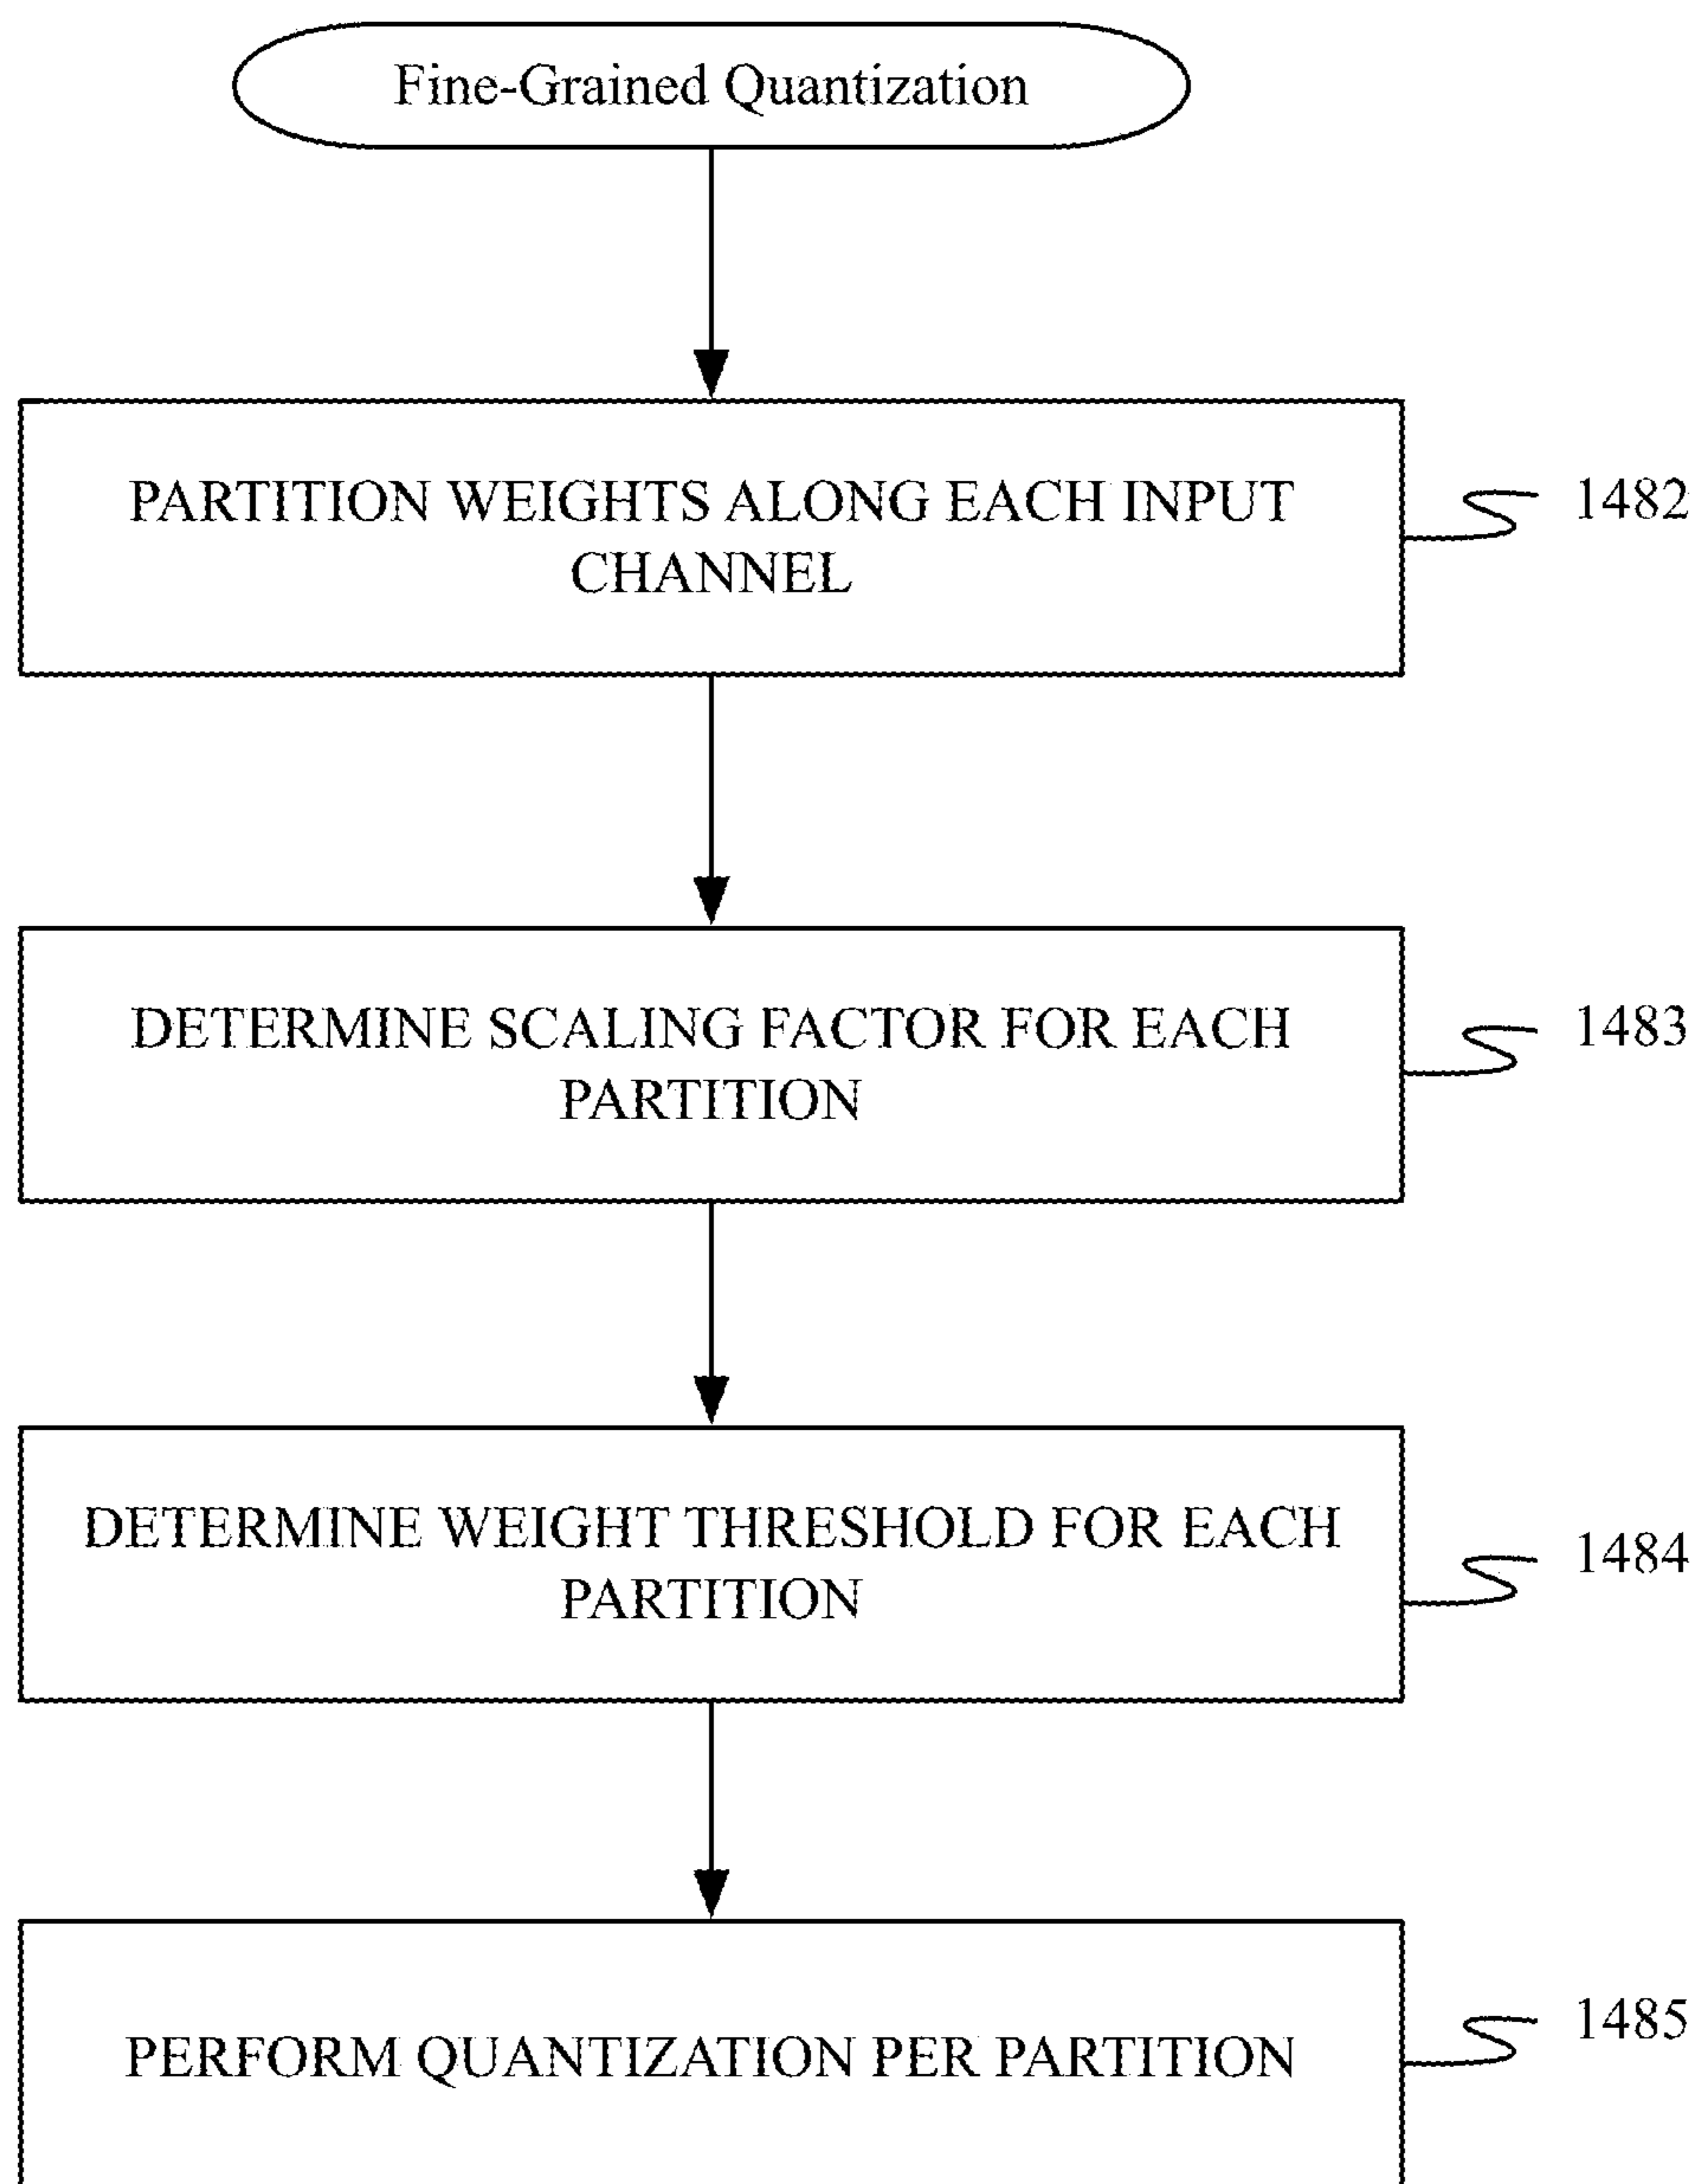 Fine-Grained Quantization
PARTITION WEIGHTS ALONG EACH INPUT
CHANNEL
1482
DETERMINE SCALING FACTOR FOR EACH
PARTITION
1483
DETERMINE WEIGHT THRESHOLD FOR EACH
PARTITION
1484
PERFORM QUANTIZATION PER PARTITION
1485